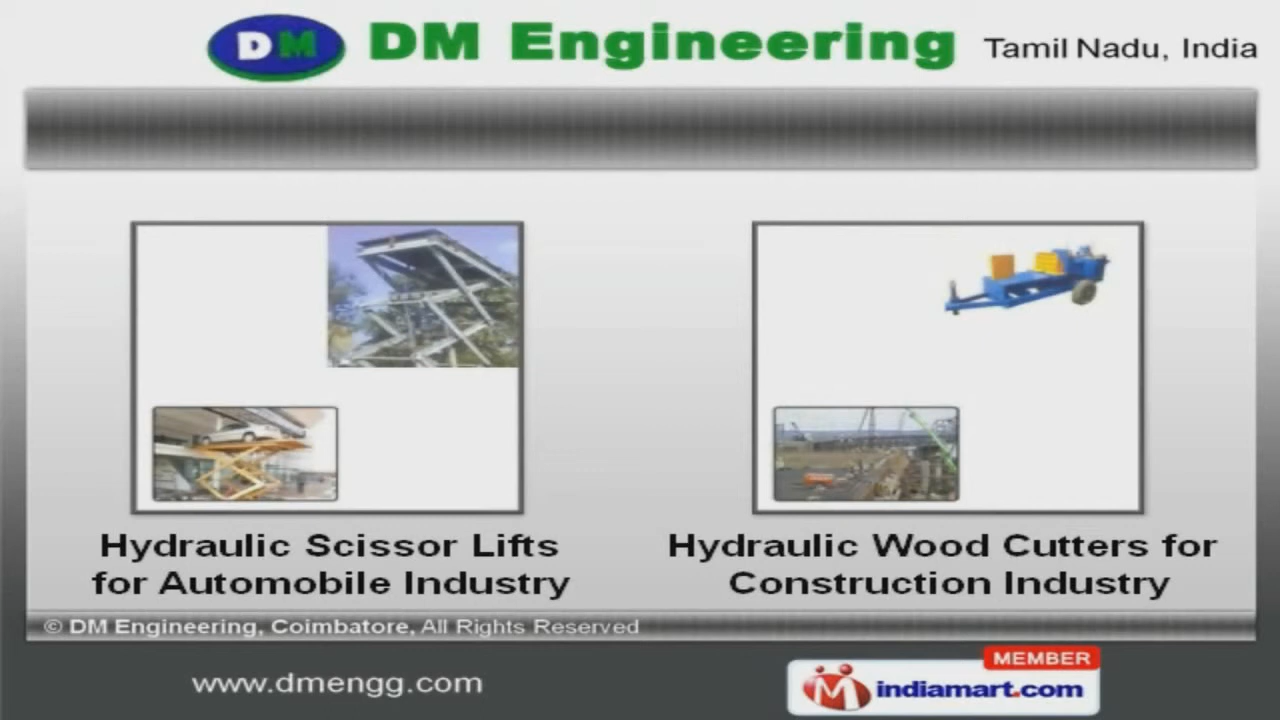 DM DM Engineering Tamil Nadu, India
Hydraulic Scissor Lifts
for Automobile Industry
Hydraulic Wood Cutters for
Construction Industry
© DM Engineering, Coimbatore, All Rights Reserved
www.dmengg.com
MEMBER
indiamart.com